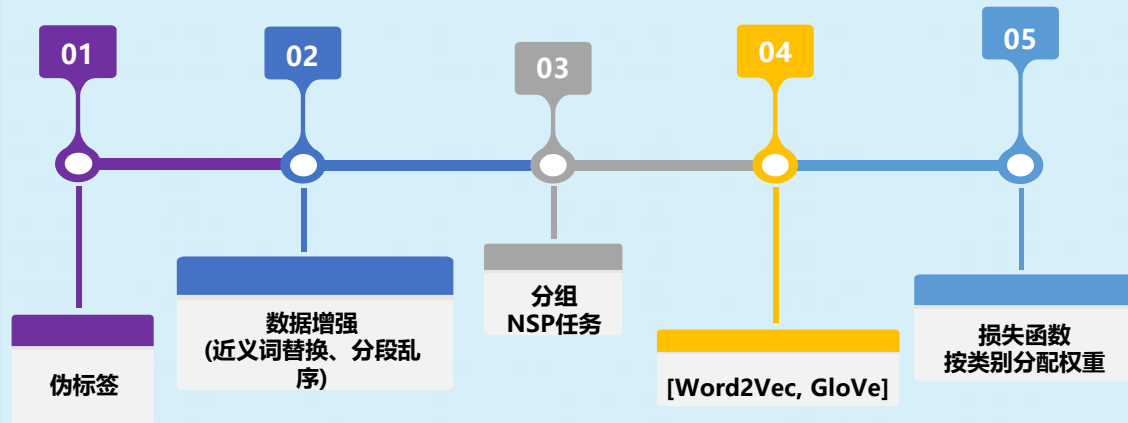 01
02
03
04
05
伪标签
数据增强
(近义词替换、分段乱
序)
分组
NSP任务
[Word2Vec, GloVe]
损失函数
按类别分配权重